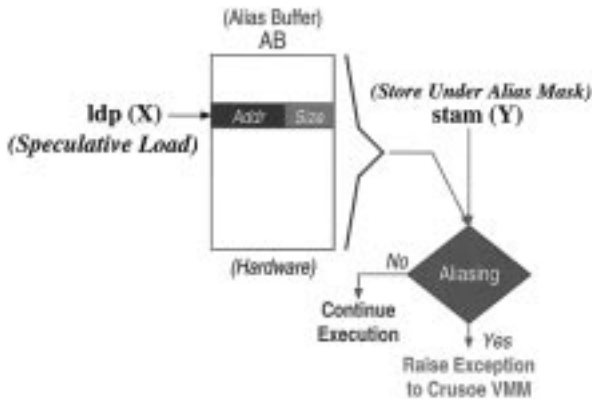 (Alias Buffer)
AB
ldp (X)
(Speculative Load)
Addr Size
(Hardware)
(Store Under Alias Mask)
stam (Y)
Aliasing
No
Continue
Execution
Yes
Raise Exception
to Crusoe VMM